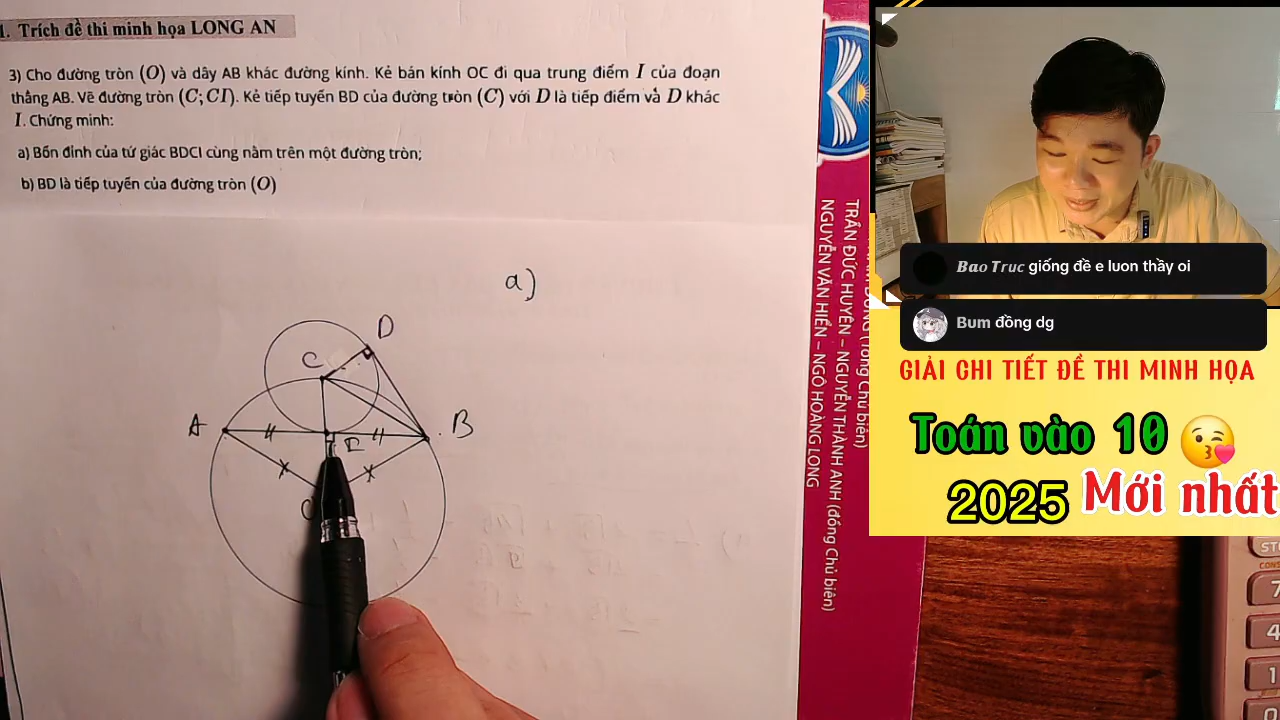 1. Trích đề thi minh họa LONG AN
3) Cho đường tròn (O) và dây AB khác đường kính. Kẻ bán kính OC đi qua trung điểm I của đoạn
thẳng AB. Vẽ đường tròn (C; CI). Kẻ tiếp tuyến BD của đường tròn (C) với D là tiếp điểm và D khác
I. Chứng minh:
a) Bốn đỉnh của tứ giác BDCI cùng nằm trên một đường tròn;
b) BD là tiếp tuyến của đường tròn (O)
a)
D
C
A
B
I
TRẦN ĐỨC HUYÊN – NGUYỄN THÀNH ANH (đồng Chủ biên)
NGUYỄN VĂN HIỂN – NGÔ HOÀNG LONG
Bao Truc giống đề e luon thầy oi
Bum đồng dg
GIẢI CHI TIẾT ĐỀ THI MINH HỌA
Toán vào 10
2025 Mới nhất
7
4
1
0